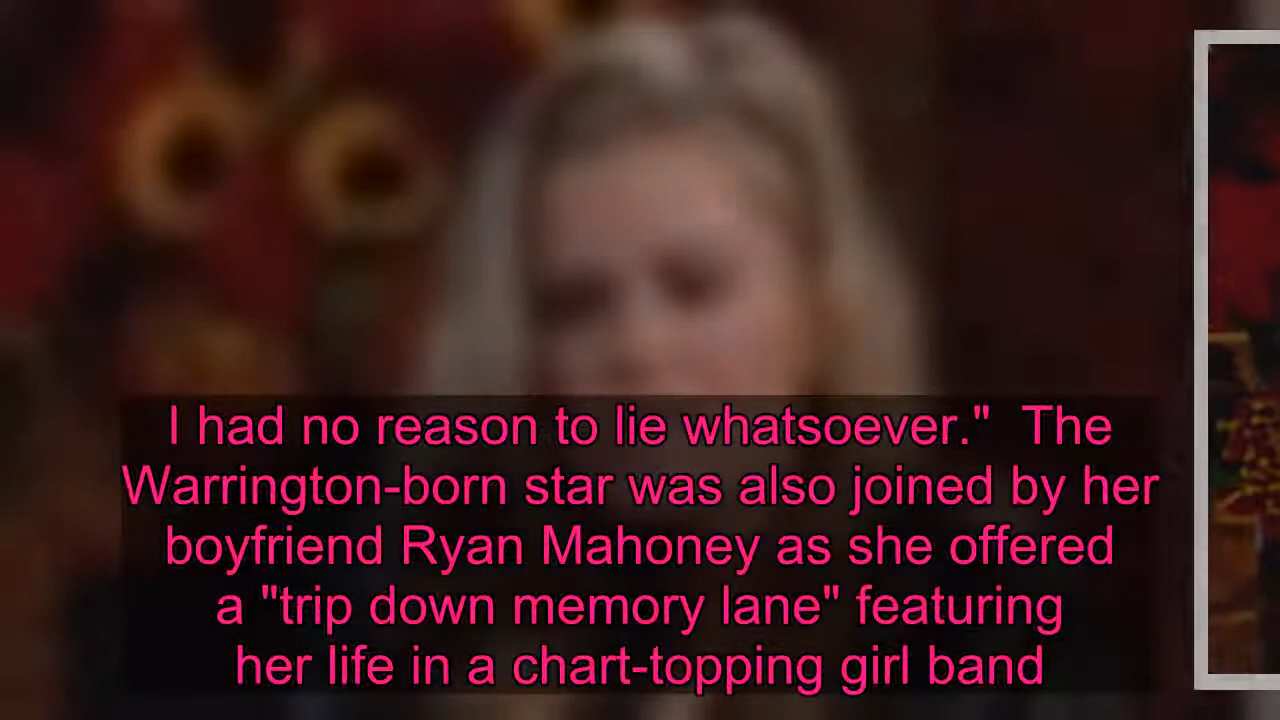 I had no reason to lie whatsoever."  The
Warrington-born star was also joined by her
boyfriend Ryan Mahoney as she offered
a "trip down memory lane" featuring
her life in a chart-topping girl band